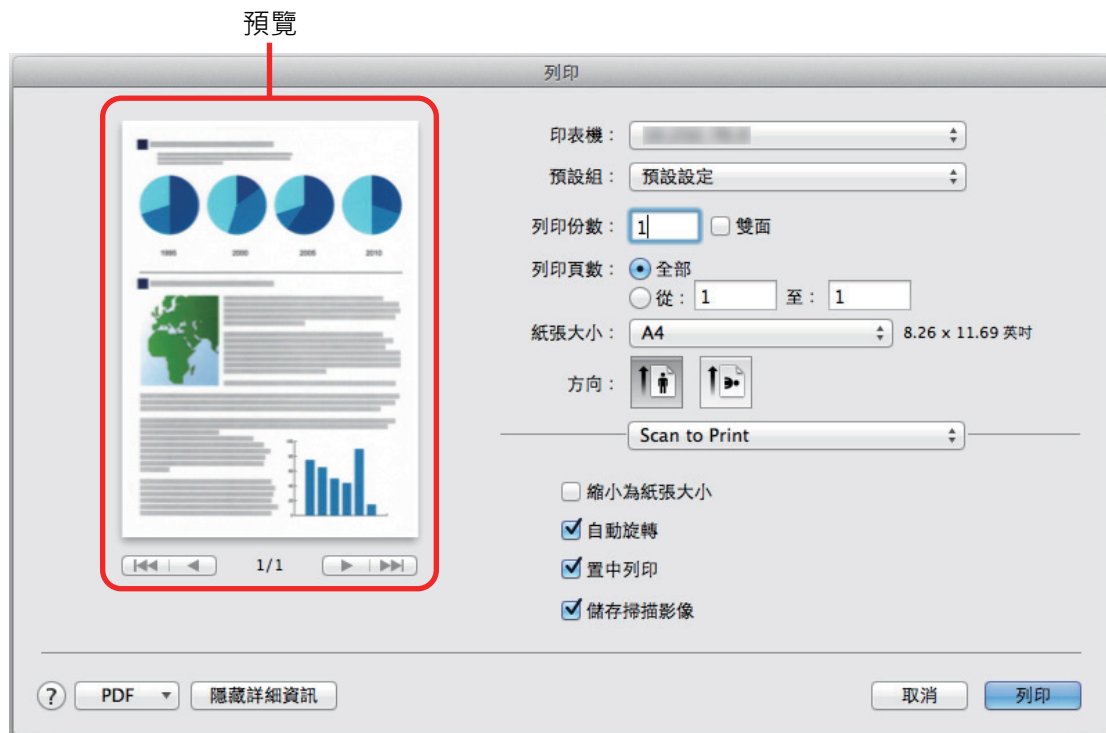 預覽
列印
印表機：
預設組： 預設設定
列印份數： 1 雙面
列印頁數： 全部
從： 1 至： 1
紙張大小： A4 8.26 x 11.69 英吋
方向：
Scan to Print
縮小為紙張大小
自動旋轉
置中列印
儲存掃描影像
1995 2000 2005 2010
1/1
? PDF 隱藏詳細資訊 取消 列印